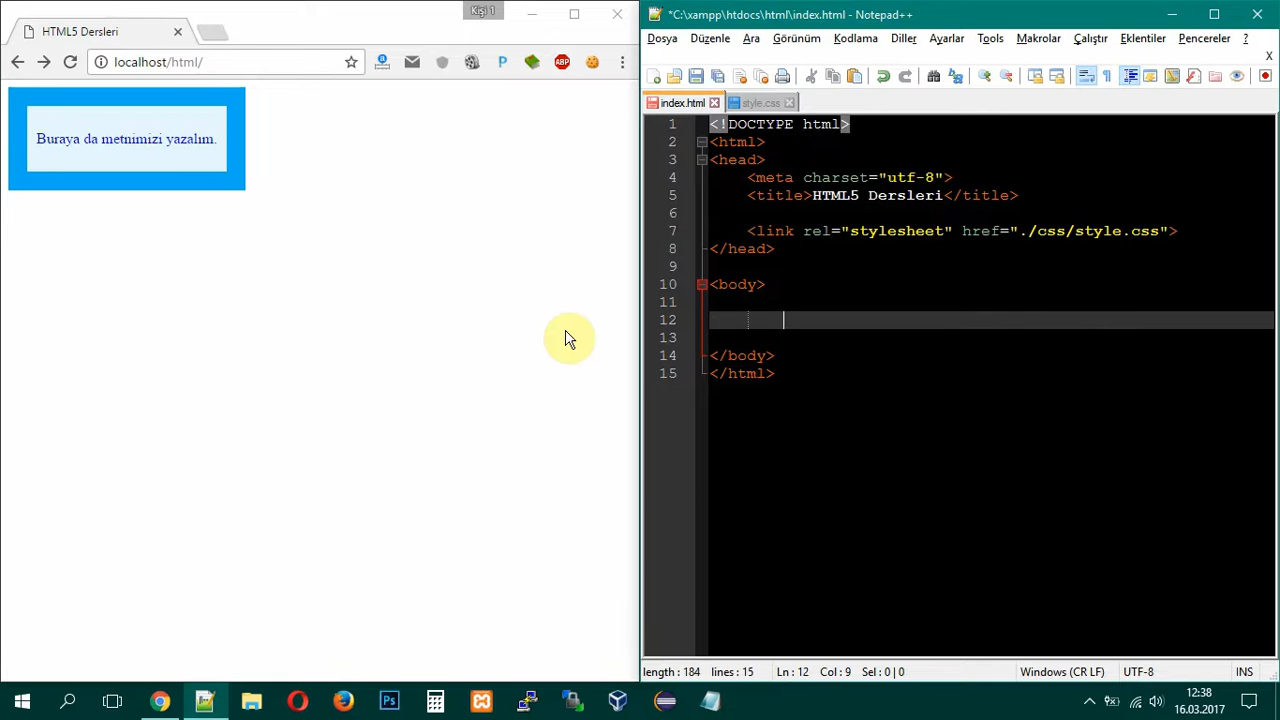 Kişi 1
HTML5 Dersleri
localhost/html/
ABP
P
Buraya da metnimizi yazalım.
*C:\xampp\htdocs\html\index.html - Notepad++
Dosya Düzenle Ara Görünüm Kodlama Diller Ayarlar Tools Makrolar Çalıştır Eklentiler Pencereler ?
X
index.html style.css
1 <!DOCTYPE html>
2 <html>
3 <head>
4 <meta charset="utf-8">
5 <title>HTML5 Dersleri</title>
6
7 <link rel="stylesheet" href="./css/style.css">
8 </head>
9
10 <body>
11
12
13
14 </body>
15 </html>
length : 184 lines : 15 Ln : 12 Col : 9 Sel : 0 | 0 Windows (CR LF) UTF-8 INS
Ps
12:38
16.03.2017